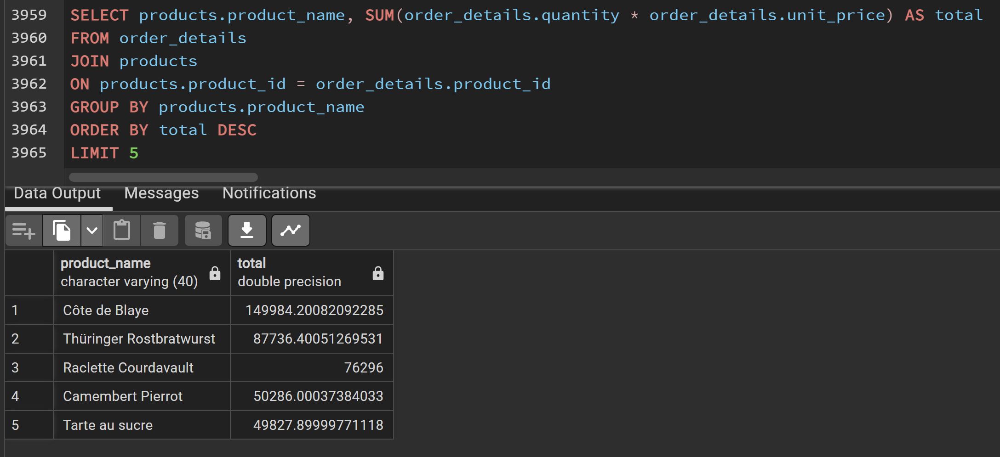 3959 SELECT products.product_name, SUM(order_details.quantity * order_details.unit_price) AS total
3960 FROM order_details
3961 JOIN products
3962 ON products.product_id = order_details.product_id
3963 GROUP BY products.product_name
3964 ORDER BY total DESC
3965 LIMIT 5
Data Output Messages Notifications
product_name total
character varying (40) double precision
1 Côte de Blaye 149984.20082092285
2 Thüringer Rostbratwurst 87736.40051269531
3 Raclette Courdavault 76296
4 Camembert Pierrot 50286.00037384033
5 Tarte au sucre 49827.89999771118